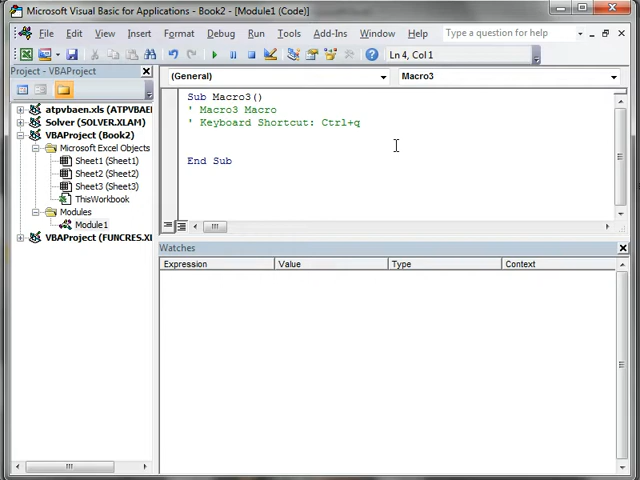 Microsoft Visual Basic for Applications - Book2 - [Module1 (Code)]
File Edit View Insert Format Debug Run Tools Add-Ins Window Help Type a question for help
Ln 4, Col 1
Project - VBAProject
(General) Macro3
atpvbaen.xls (ATPVBAE
Solver (SOLVER.XLAM)
VBAProject (Book2)
Microsoft Excel Objects
Sheet1 (Sheet1)
Sheet2 (Sheet2)
Sheet3 (Sheet3)
ThisWorkbook
Modules
Module1
VBAProject (FUNCRES.XL
Sub Macro3()
' Macro3 Macro
' Keyboard Shortcut: Ctrl+q
End Sub
Watches
Expression Value Type Context